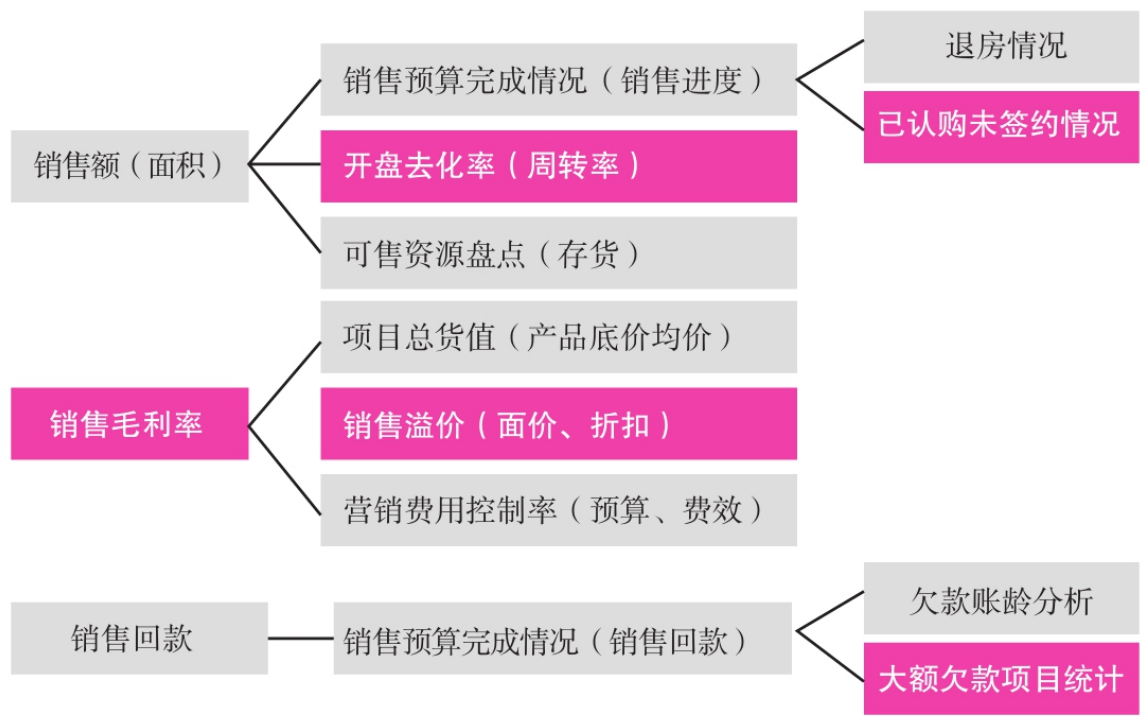 销售额（面积）
销售预算完成情况（销售进度）
退房情况
已认购未签约情况
开盘去化率（周转率）
可售资源盘点（存货）
销售毛利率
项目总货值（产品底价均价）
销售溢价（面价、折扣）
营销费用控制率（预算、费效）
销售回款
销售预算完成情况（销售回款）
欠款账龄分析
大额欠款项目统计